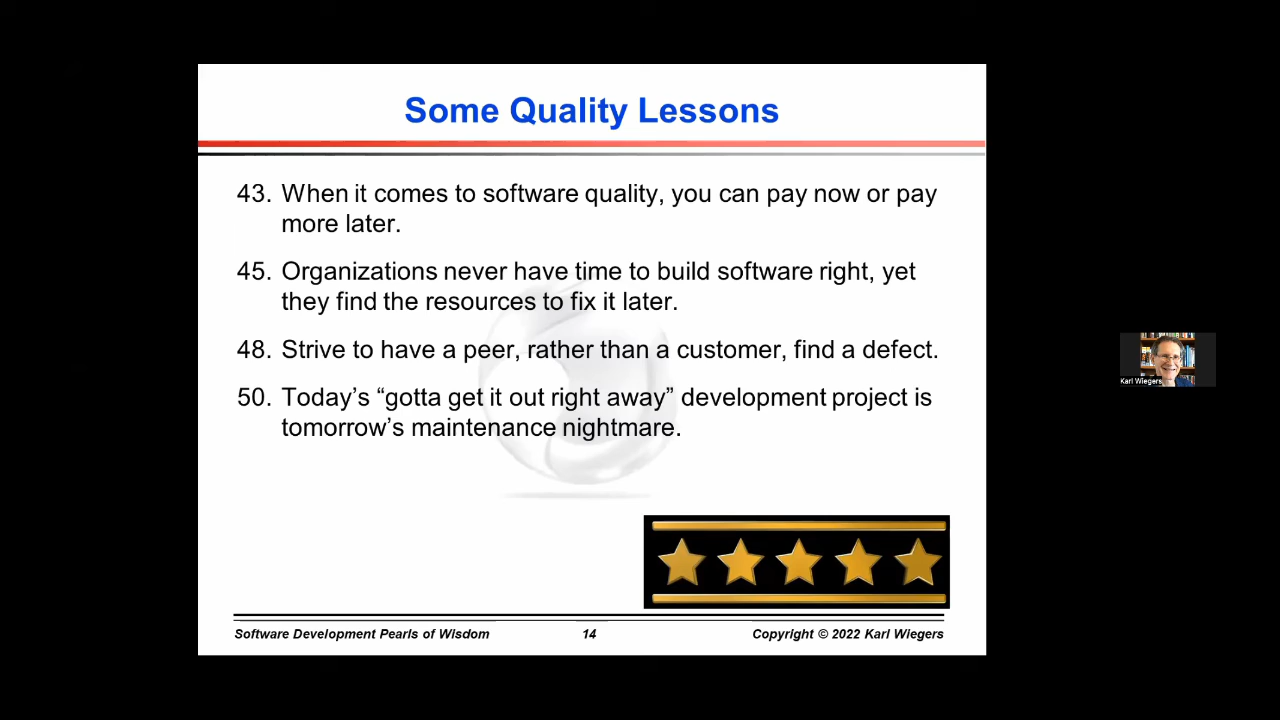 Some Quality Lessons
43. When it comes to software quality, you can pay now or pay
more later.
45. Organizations never have time to build software right, yet
they find the resources to fix it later.
48. Strive to have a peer, rather than a customer, find a defect.
50. Today’s “gotta get it out right away” development project is
tomorrow’s maintenance nightmare.
Software Development Pearls of Wisdom 14 Copyright © 2022 Karl Wiegers
Karl Wiegers